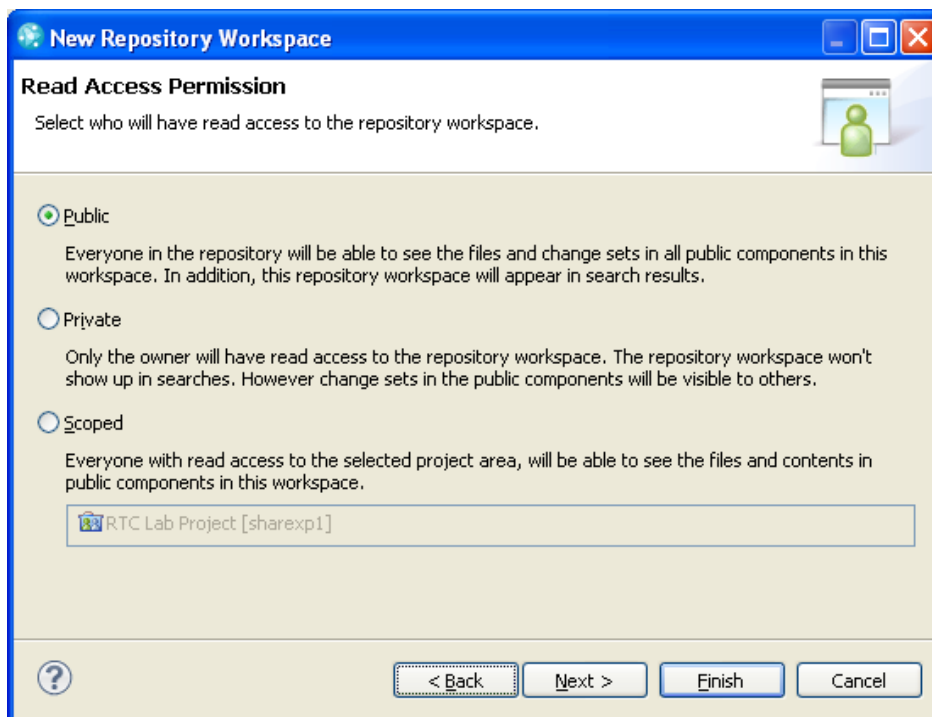 New Repository Workspace
Read Access Permission
Select who will have read access to the repository workspace.
Public
Everyone in the repository will be able to see the files and change sets in all public components in this
workspace. In addition, this repository workspace will appear in search results.
Private
Only the owner will have read access to the repository workspace. The repository workspace won't
show up in searches. However change sets in the public components will be visible to others.
Scoped
Everyone with read access to the selected project area, will be able to see the files and contents in
public components in this workspace.
RTC Lab Project [sharexp1]
? < Back Next > Finish Cancel